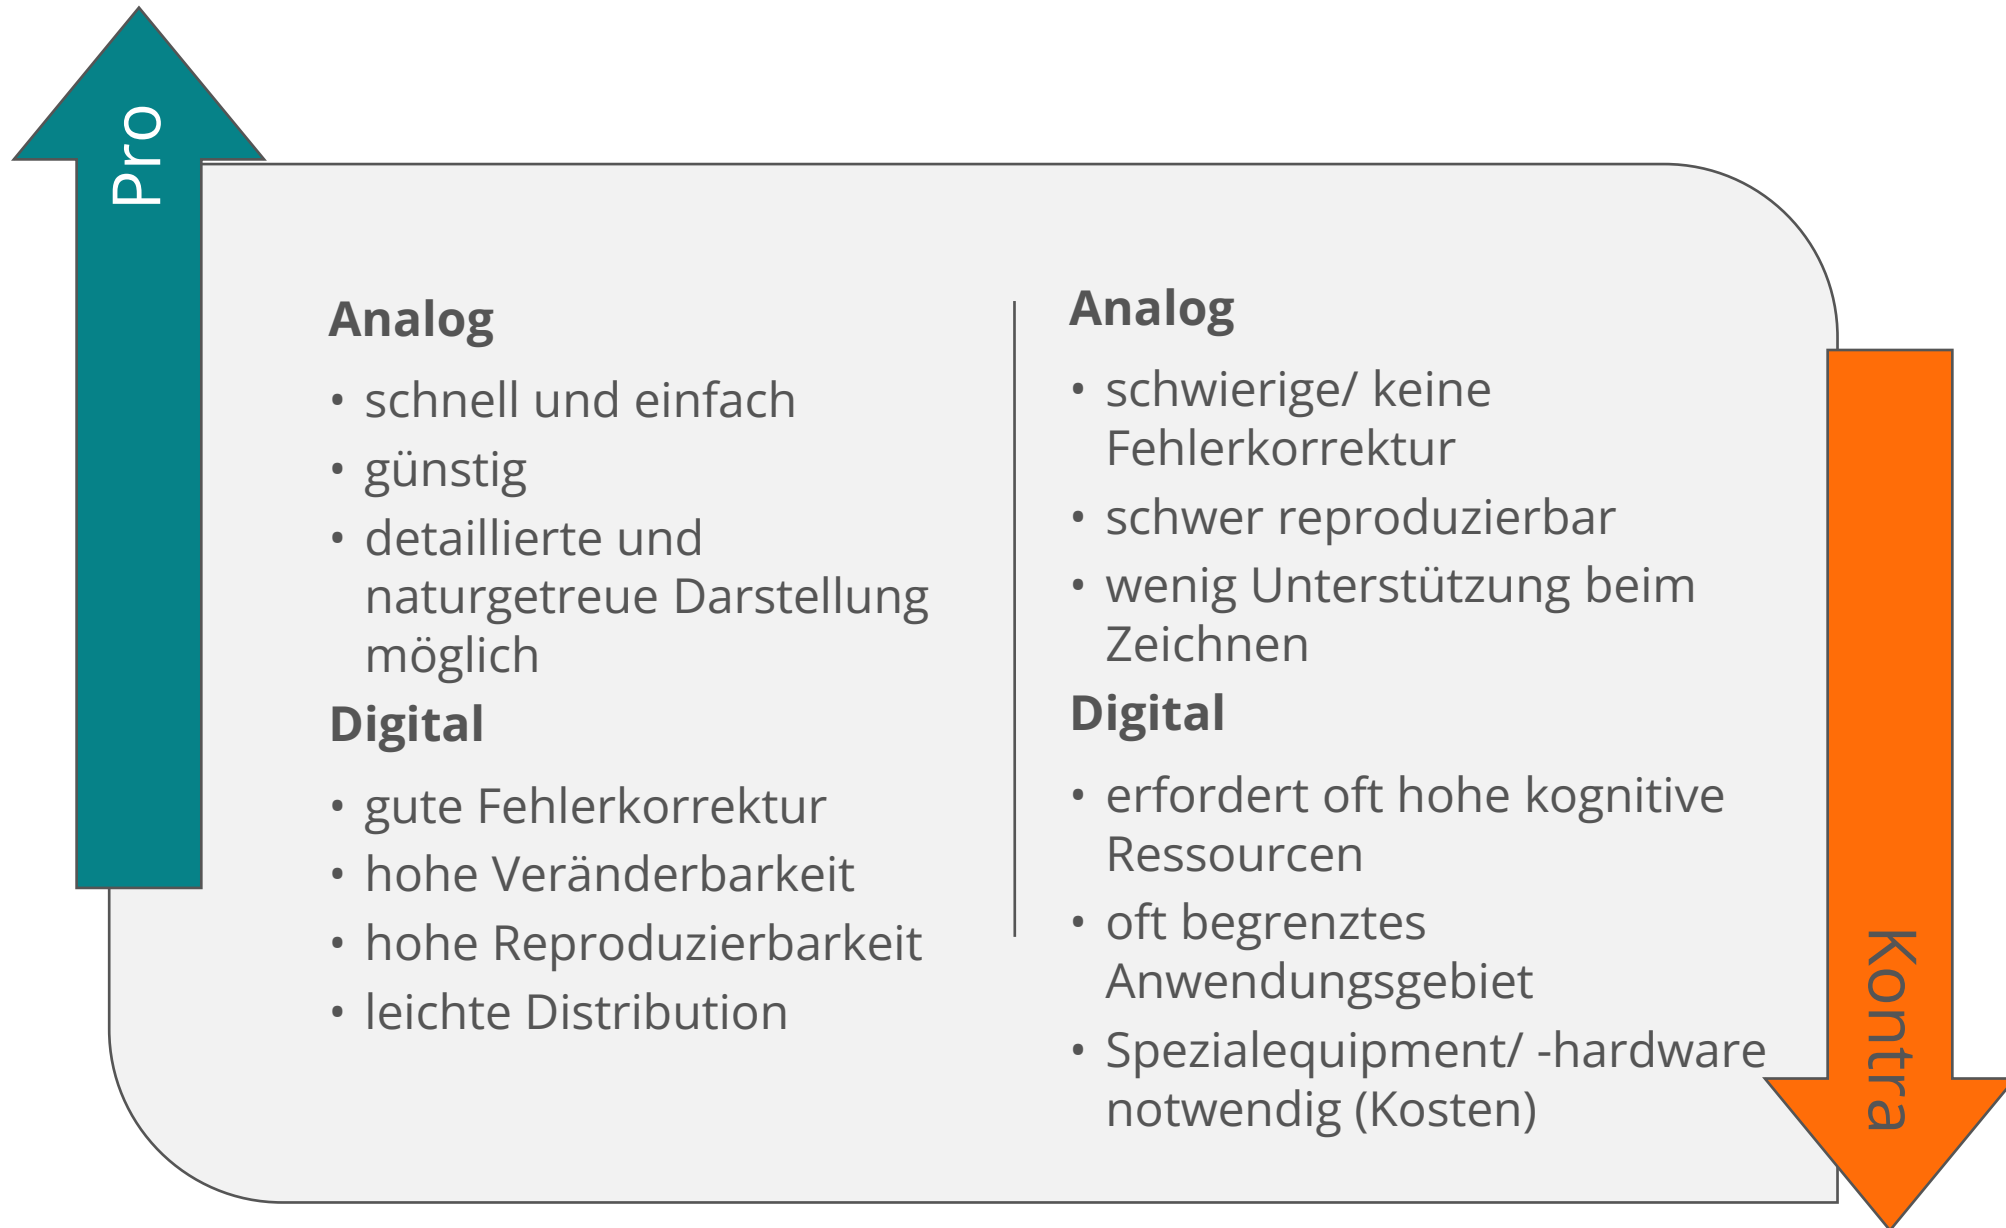 Pro
Analog
• schnell und einfach
• günstig
• detaillierte und
naturgetreue Darstellung
möglich
Digital
• gute Fehlerkorrektur
• hohe Veränderbarkeit
• hohe Reproduzierbarkeit
• leichte Distribution
Analog
• schwierige/ keine
Fehlerkorrektur
• schwer reproduzierbar
• wenig Unterstützung beim
Zeichnen
Digital
• erfordert oft hohe kognitive
Ressourcen
• oft begrenztes
Anwendungsgebiet
• Spezialequipment/ -hardware
notwendig (Kosten)
Kontra